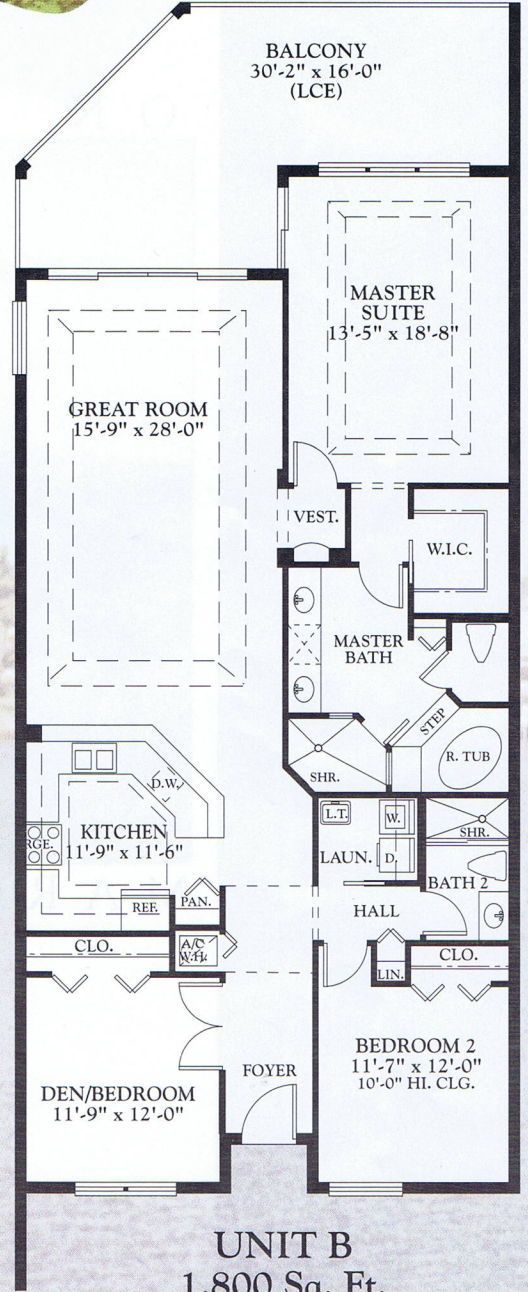 BALCONY
30'-2" x 16'-0"
(LCE)
MASTER
SUITE
13'-5" x 18'-8"
GREAT ROOM
15'-9" x 28'-0"
VEST.
W.I.C.
MASTER
BATH
STEP
R. TUB
SHR.
D.W.
L.T.
W.
SHR.
KITCHEN
11'-9" x 11'-6"
RGE.
LAUN.
D.
BATH 2
REF.
PAN.
HALL
CLO.
A/C
W.H.
LIN.
CLO.
BEDROOM 2
11'-7" x 12'-0"
10'-0" HI. CLG.
FOYER
DEN/BEDROOM
11'-9" x 12'-0"
UNIT B
1,800 Sq. Ft.